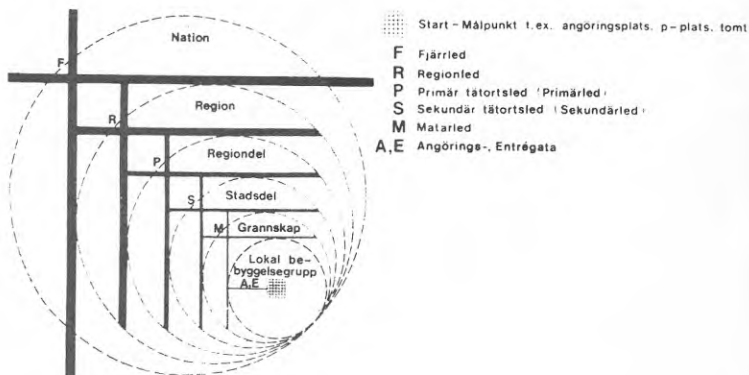 Nation
F
Region
R
Regiondel
P
Stadsdel
S
Grannskap
M
Lokal be-
byggelsegrupp
A,E
Start – Målpunkt t.ex. angöringsplats, p-plats, tomt
F Fjärrled
R Regionled
P Primär tätortsled (Primärled)
S Sekundär tätortsled (Sekundärled)
M Matarled
A,E Angörings-, Entrégata